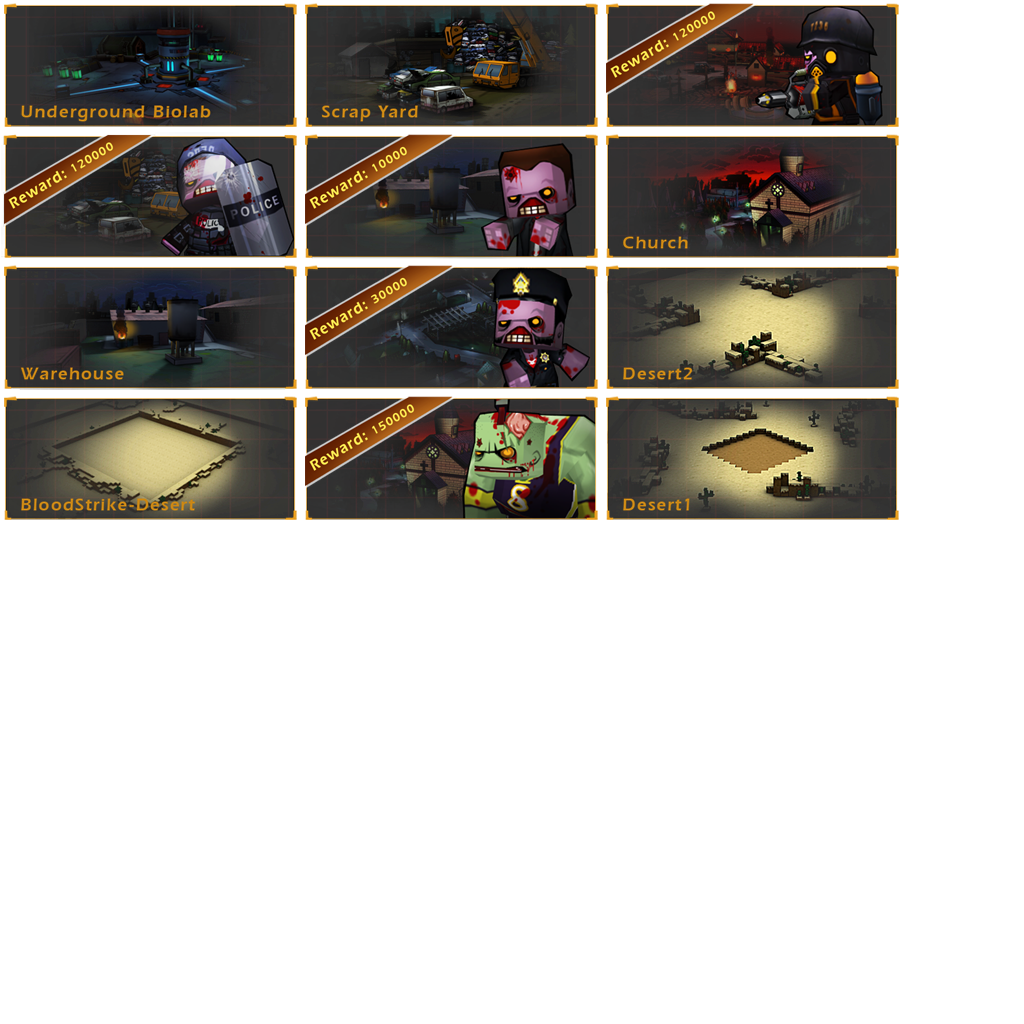 Underground Biolab
Scrap Yard
Reward: 120000
Reward: 120000
POLICE
Reward: 10000
Church
Warehouse
Reward: 30000
Desert2
BloodStrike-Desert
Reward: 150000
Desert1